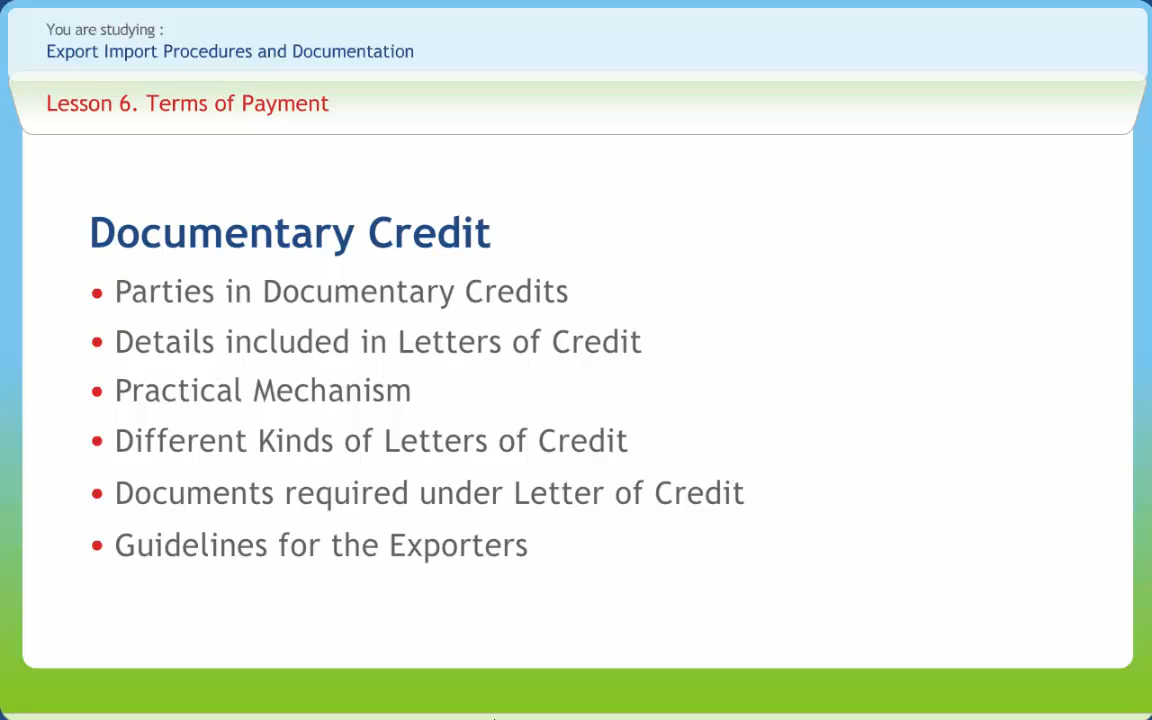 You are studying :
Export Import Procedures and Documentation
Lesson 6. Terms of Payment
Documentary Credit
• Parties in Documentary Credits
• Details included in Letters of Credit
• Practical Mechanism
• Different Kinds of Letters of Credit
• Documents required under Letter of Credit
• Guidelines for the Exporters